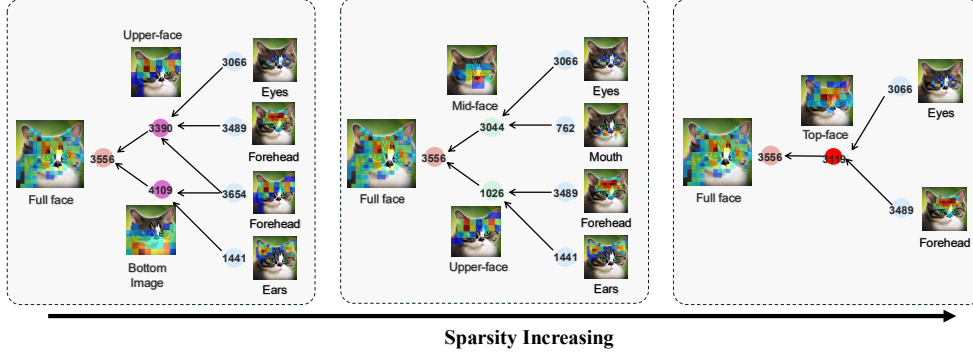 Upper-face
3066
Eyes
3390
3489
Forehead
3556
Full face
4109
3654
Forehead
Bottom
Image
1441
Ears
3066
Eyes
Mid-face
3044
762
Mouth
3556
Full face
1026
3489
Forehead
Upper-face
1441
Ears
3066
Eyes
Top-face
3556
3119
Full face
3489
Forehead
Sparsity Increasing